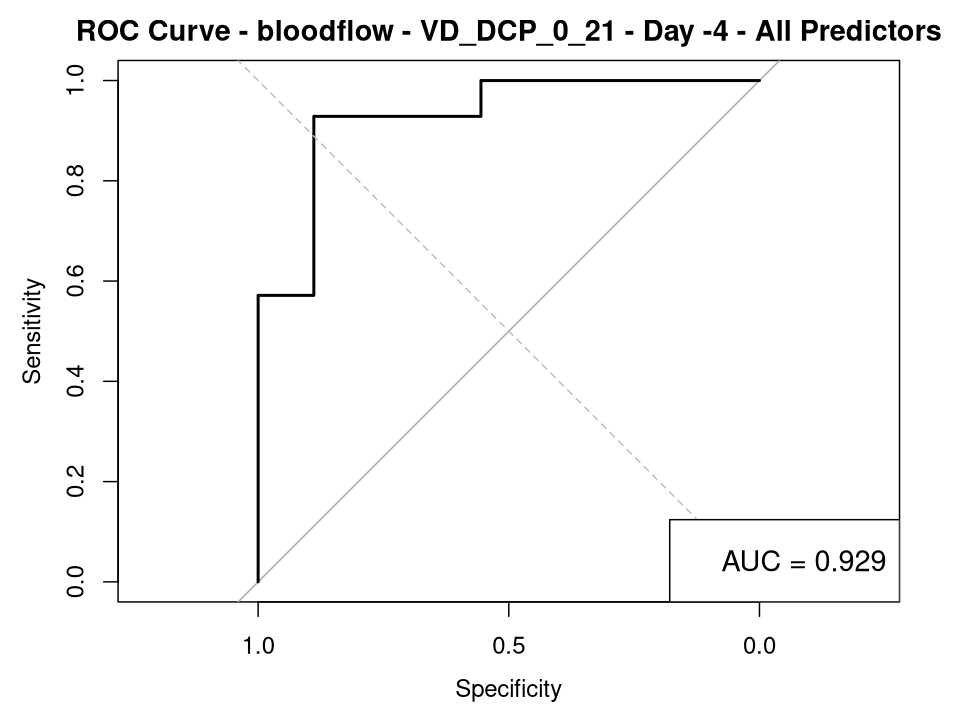 ROC Curve - bloodflow - VD_DCP_0_21 - Day -4 - All Predictors
Sensitivity
1.0
0.8
0.6
0.4
0.2
0.0
AUC = 0.929
1.0 0.5 0.0
Specificity